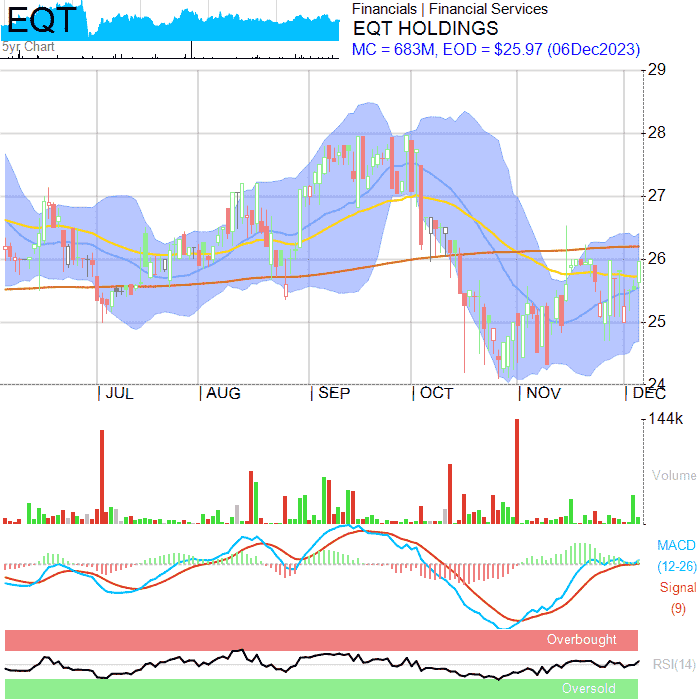 EQT
5yr Chart
Financials | Financial Services
EQT HOLDINGS
MC = 683M, EOD = $25.97 (06Dec2023)
29
28
27
26
25
24
JUL AUG SEP OCT NOV DEC
144k
Volume
MACD
(12-26)
Signal
(9)
Overbought
RSI(14)
Oversold